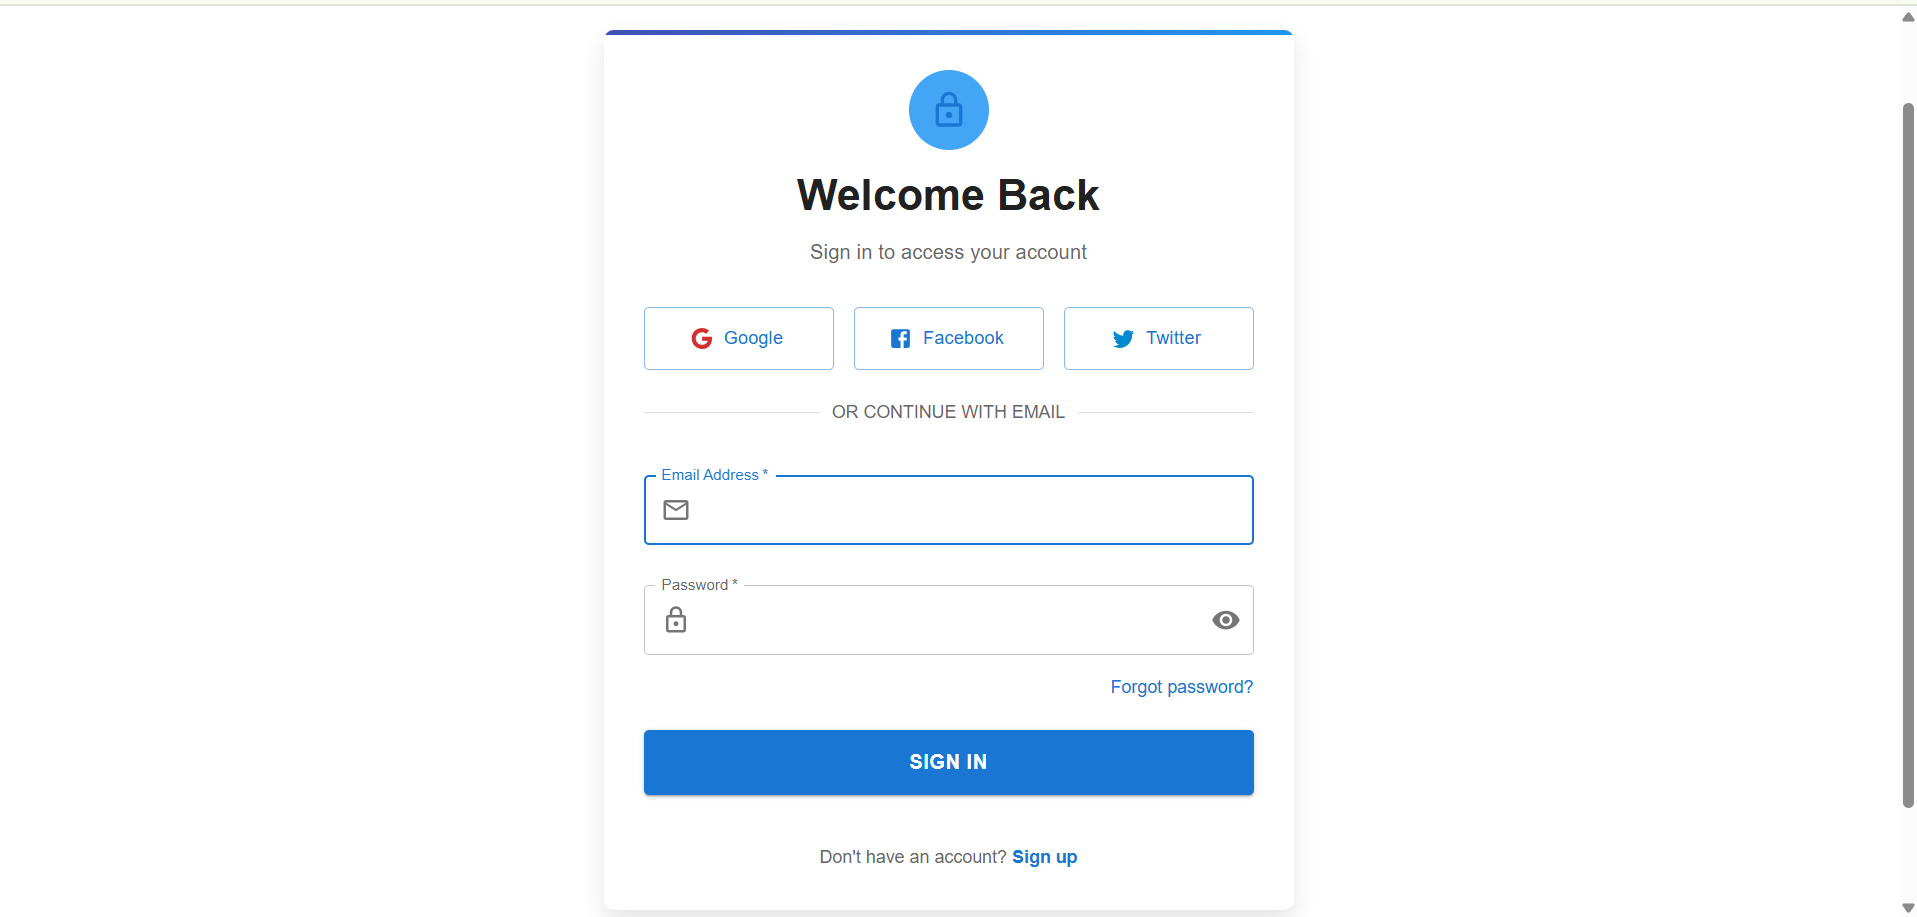 Welcome Back
Sign in to access your account
Google
Facebook
Twitter
OR CONTINUE WITH EMAIL
Email Address *
Password *
Forgot password?
SIGN IN
Don't have an account? Sign up